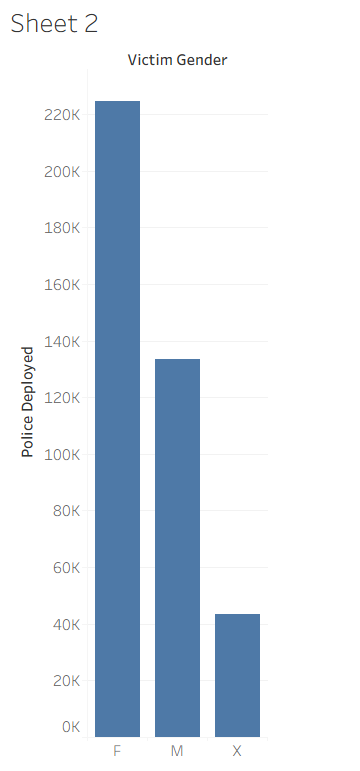 Sheet 2
Victim Gender
Police Deployed
220K
200K
180K
160K
140K
120K
100K
80K
60K
40K
20K
0K
F M X